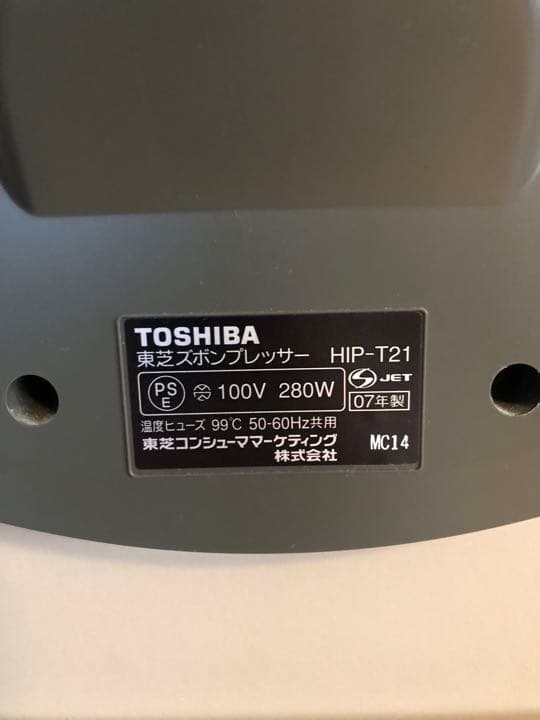 TOSHIBA
東芝ズボンプレッサー HIP-T21
PS E 100V 280W JET
07年製
温度ヒューズ 99℃ 50-60Hz共用
東芝コンシューママーケティング
株式会社
MC14